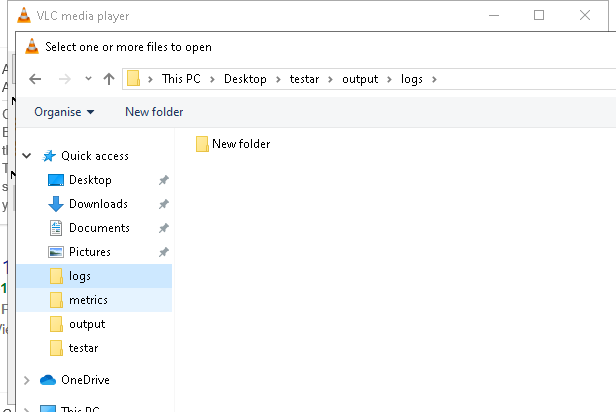 VLC media player
Select one or more files to open
This PC > Desktop > testar > output > logs >
Organise New folder
New folder
Quick access
Desktop
Downloads
Documents
Pictures
logs
metrics
output
testar
OneDrive
This PC